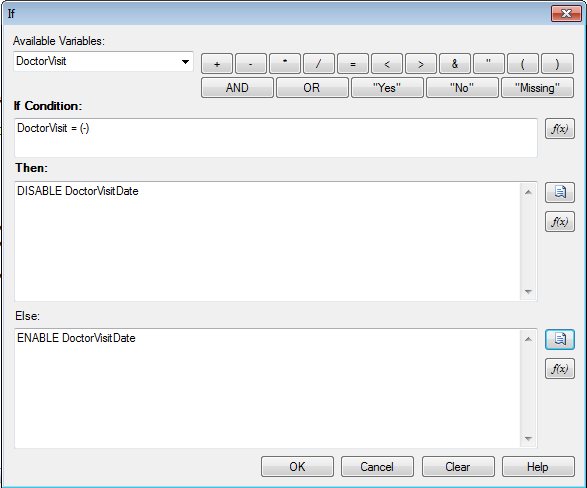 If
Available Variables:
DoctorVisit
+ - * / = < > & " ( )
AND OR "Yes" "No" "Missing"
If Condition:
DoctorVisit = (-)
f(x)
Then:
DISABLE DoctorVisitDate
f(x)
Else:
ENABLE DoctorVisitDate
f(x)
OK Cancel Clear Help